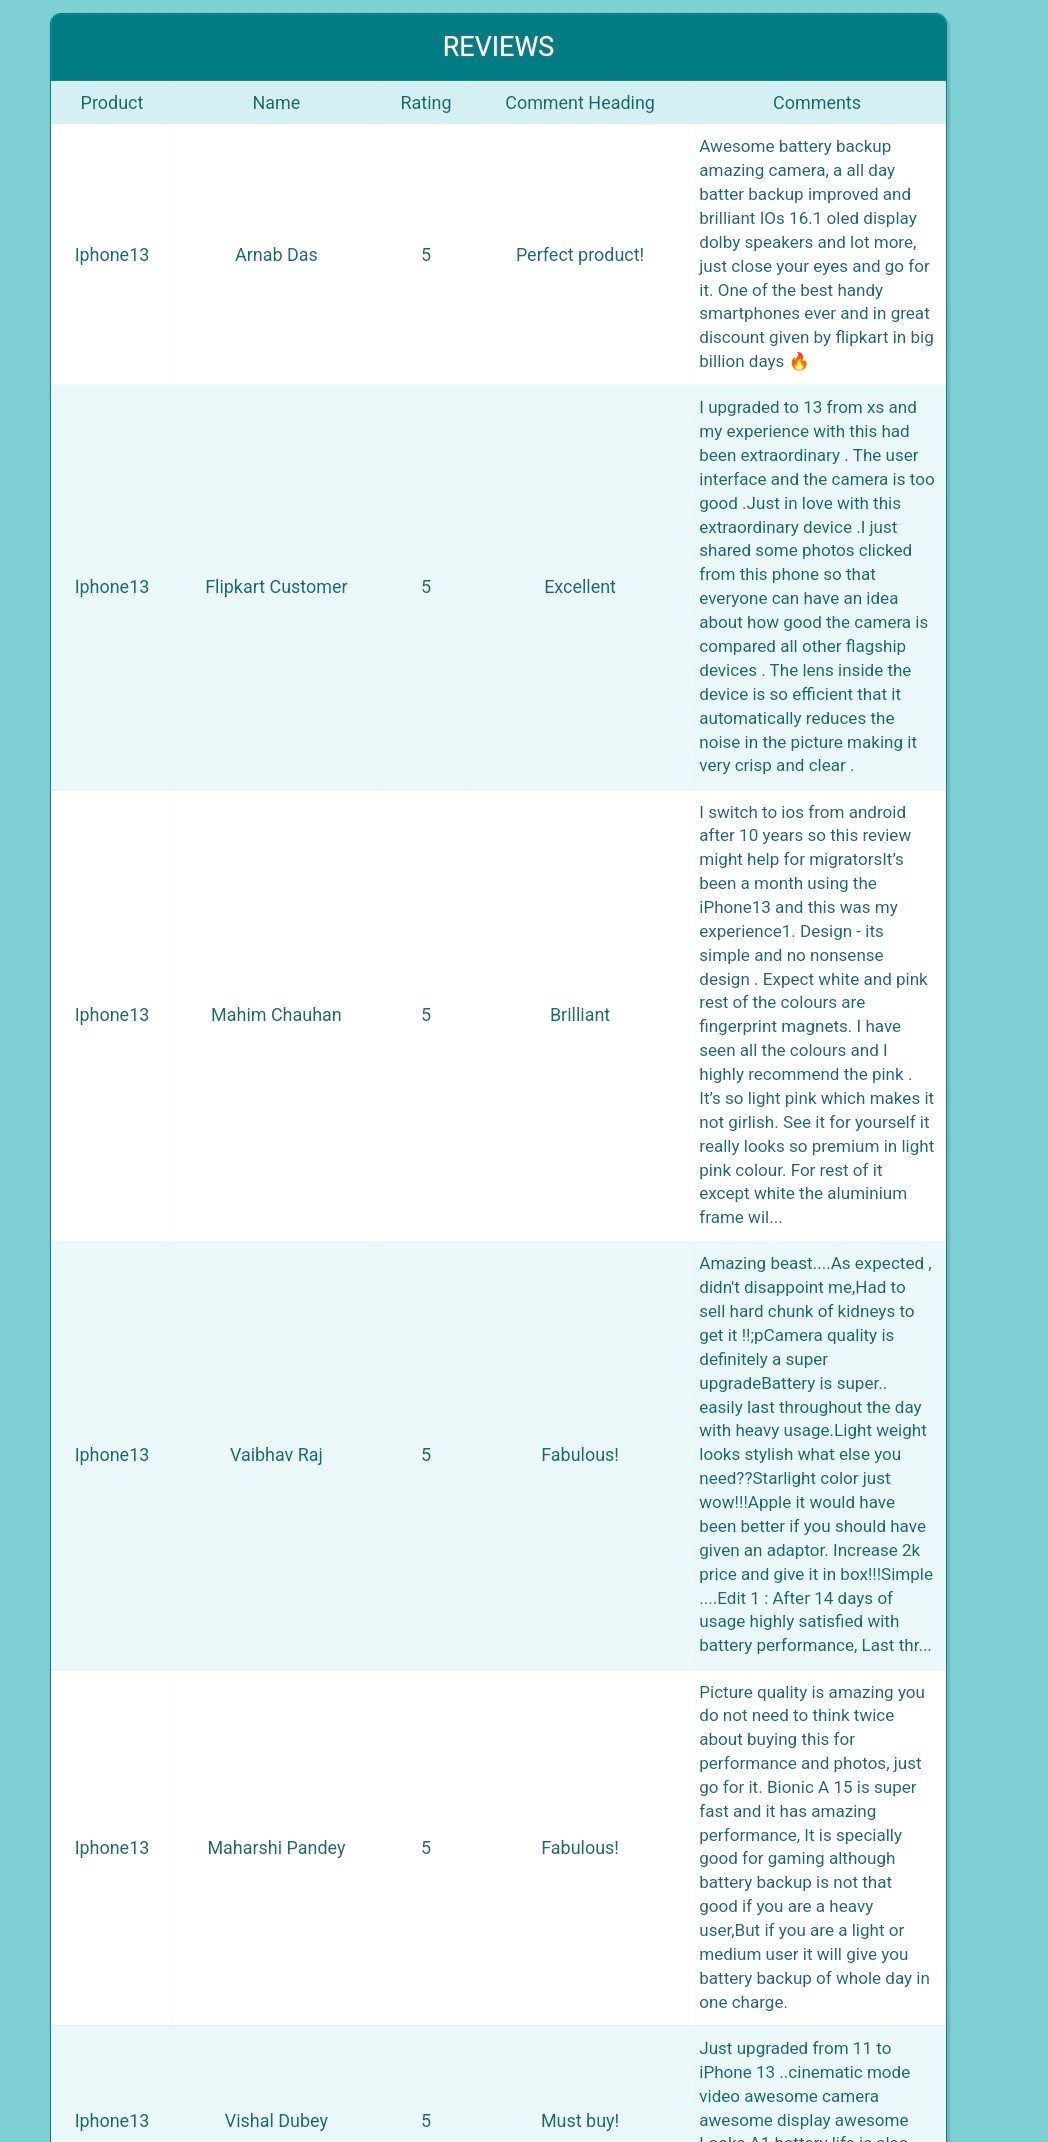 REVIEWS
Product Name Rating Comment Heading Comments
Awesome battery backup
amazing camera, a all day
batter backup improved and
brilliant IOs 16.1 oled display
dolby speakers and lot more,
Iphone13 Arnab Das 5 Perfect product!
just close your eyes and go for
it. One of the best handy
smartphones ever and in great
discount given by flipkart in big
billion days 🔥
I upgraded to 13 from xs and
my experience with this had
been extraordinary . The user
interface and the camera is too
good .Just in love with this
extraordinary device .I just
shared some photos clicked
from this phone so that
Iphone13 Flipkart Customer 5 Excellent
everyone can have an idea
about how good the camera is
compared all other flagship
devices . The lens inside the
device is so efficient that it
automatically reduces the
noise in the picture making it
very crisp and clear .
I switch to ios from android
after 10 years so this review
might help for migratorsIt’s
been a month using the
iPhone13 and this was my
experience1. Design - its
simple and no nonsense
design . Expect white and pink
rest of the colours are
Iphone13 Mahim Chauhan 5 Brilliant
fingerprint magnets. I have
seen all the colours and I
highly recommend the pink .
It’s so light pink which makes it
not girlish. See it for yourself it
really looks so premium in light
pink colour. For rest of it
except white the aluminium
frame wil...
Amazing beast....As expected ,
didn't disappoint me,Had to
sell hard chunk of kidneys to
get it !!;pCamera quality is
definitely a super
upgradeBattery is super..
easily last throughout the day
with heavy usage.Light weight
Iphone13 Vaibhav Raj 5 Fabulous! looks stylish what else you
need??Starlight color just
wow!!!Apple it would have
been better if you should have
given an adaptor. Increase 2k
price and give it in box!!!Simple
....Edit 1 : After 14 days of
usage highly satisfied with
battery performance, Last thr...
Picture quality is amazing you
do not need to think twice
about buying this for
performance and photos, just
go for it. Bionic A 15 is super
fast and it has amazing
performance, It is specially
Iphone13 Maharshi Pandey 5 Fabulous!
good for gaming although
battery backup is not that
good if you are a heavy
user,But if you are a light or
medium user it will give you
battery backup of whole day in
one charge.
Just upgraded from 11 to
iPhone 13 ..cinematic mode
video awesome camera
Iphone13 Vishal Dubey 5 Must buy! awesome display awesome